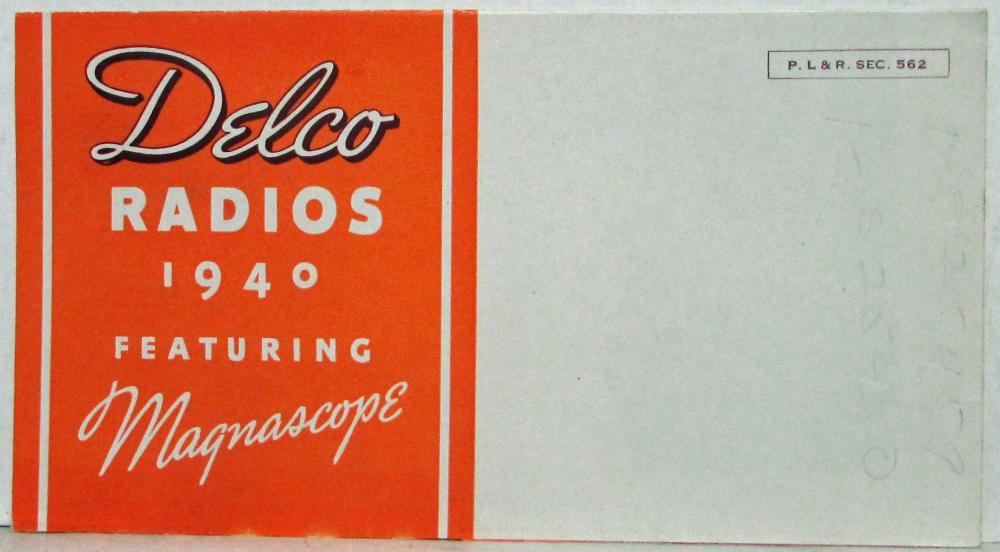 Delco
RADIOS
1940
FEATURING
Magnascope
P. L & R. SEC. 562